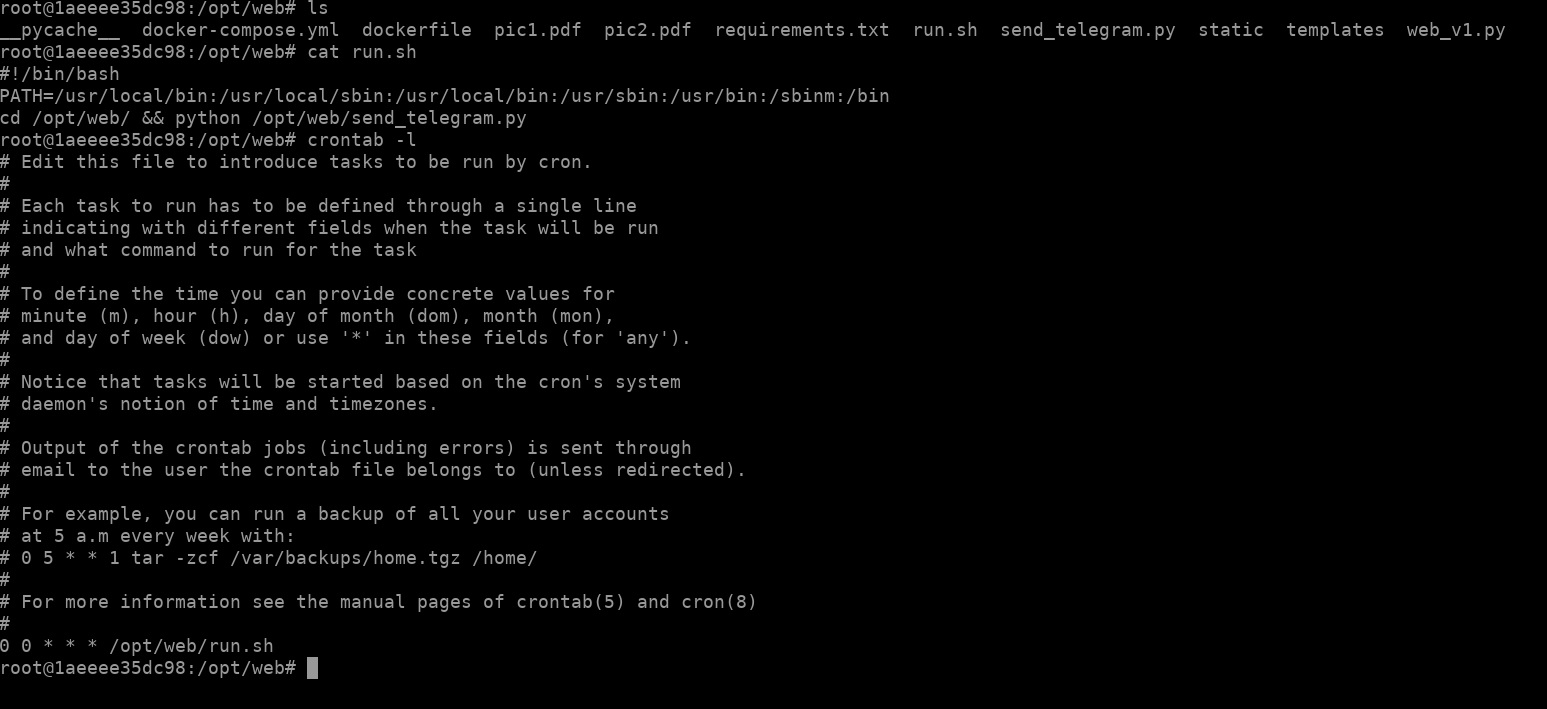 root@1aeeee35dc98:/opt/web# ls
__pycache__  docker-compose.yml  dockerfile  pic1.pdf  pic2.pdf  requirements.txt  run.sh  send_telegram.py  static  templates  web_v1.py
root@1aeeee35dc98:/opt/web# cat run.sh
#!/bin/bash
PATH=/usr/local/bin:/usr/local/sbin:/usr/local/bin:/usr/sbin:/usr/bin:/sbinm:/bin
cd /opt/web/ && python /opt/web/send_telegram.py
root@1aeeee35dc98:/opt/web# crontab -l
# Edit this file to introduce tasks to be run by cron.
#
# Each task to run has to be defined through a single line
# indicating with different fields when the task will be run
# and what command to run for the task
#
# To define the time you can provide concrete values for
# minute (m), hour (h), day of month (dom), month (mon),
# and day of week (dow) or use '*' in these fields (for 'any').
#
# Notice that tasks will be started based on the cron's system
# daemon's notion of time and timezones.
#
# Output of the crontab jobs (including errors) is sent through
# email to the user the crontab file belongs to (unless redirected).
#
# For example, you can run a backup of all your user accounts
# at 5 a.m every week with:
# 0 5 * * 1 tar -zcf /var/backups/home.tgz /home/
#
# For more information see the manual pages of crontab(5) and cron(8)
#
0 0 * * * /opt/web/run.sh
root@1aeeee35dc98:/opt/web#